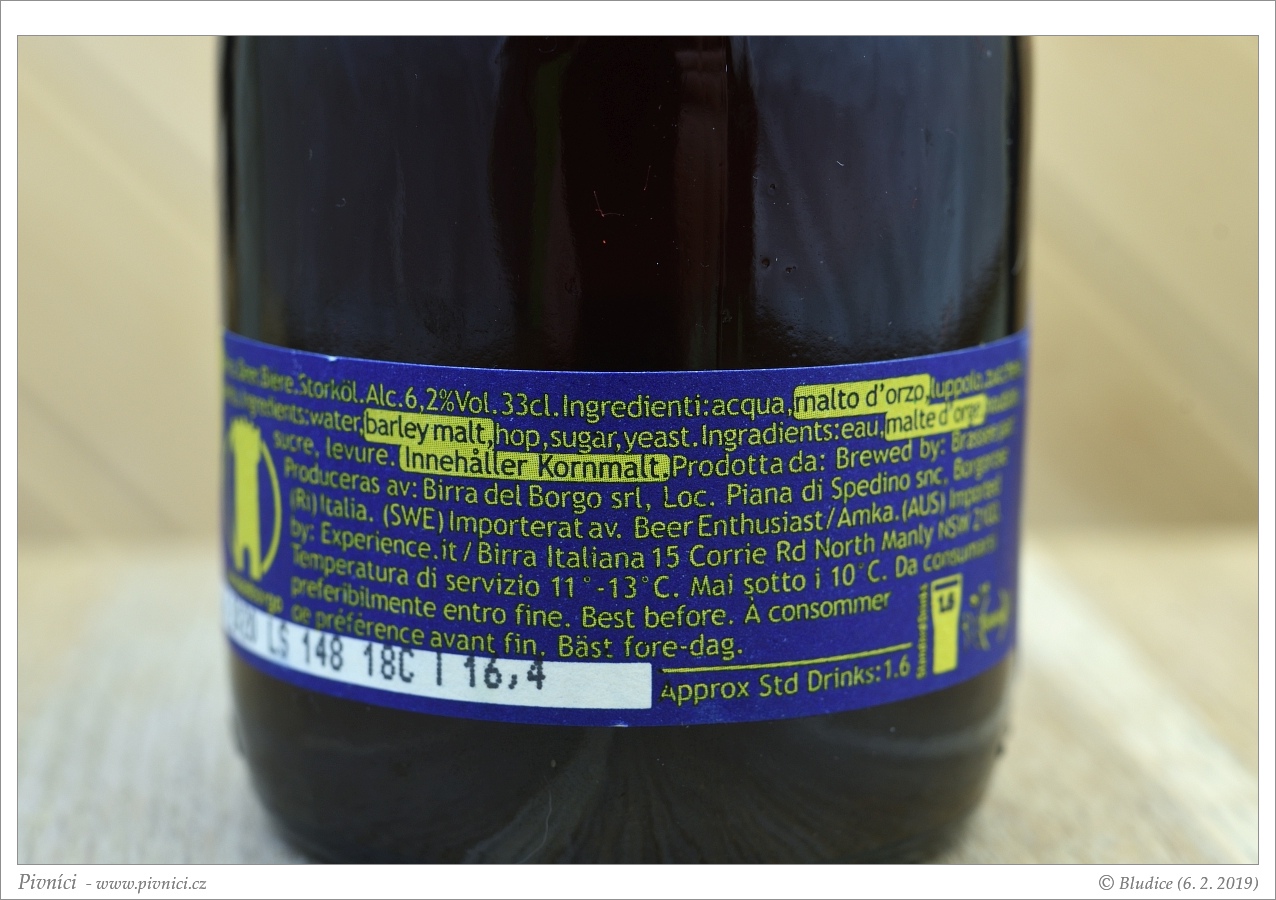 Beer.Biere.Storköl.Alc.6,2%Vol.33cl.Ingredienti:acqua,malto d'orzo,luppolo,
Ingredients:water,barley malt,hop,sugar,yeast.Ingradients:eau,malte d'orge,
sucre, levure. Innehåller Kornmalt.Prodotta da: Brewed by:
Produceras av: Birra del Borgo srl, Loc. Piana di Spedino snc, Borgorose
(Ri)Italia. (SWE)Importerat av. Beer Enthusiast/Amka.(AUS) Imported
by: Experience.it / Birra Italiana 15 Corrie Rd North Manly NSW
Temperatura di servizio 11°-13°C. Mai sotto i 10°C. Da consumarsi
preferibilmente entro fine. Best before. À consommer
de préférence avant fin. Bäst fore-dag.
LS 148 18C T 16,4
Approx Std Drinks:1.6
1.6
Pivníci - www.pivnici.cz
© Bludice (6. 2. 2019)